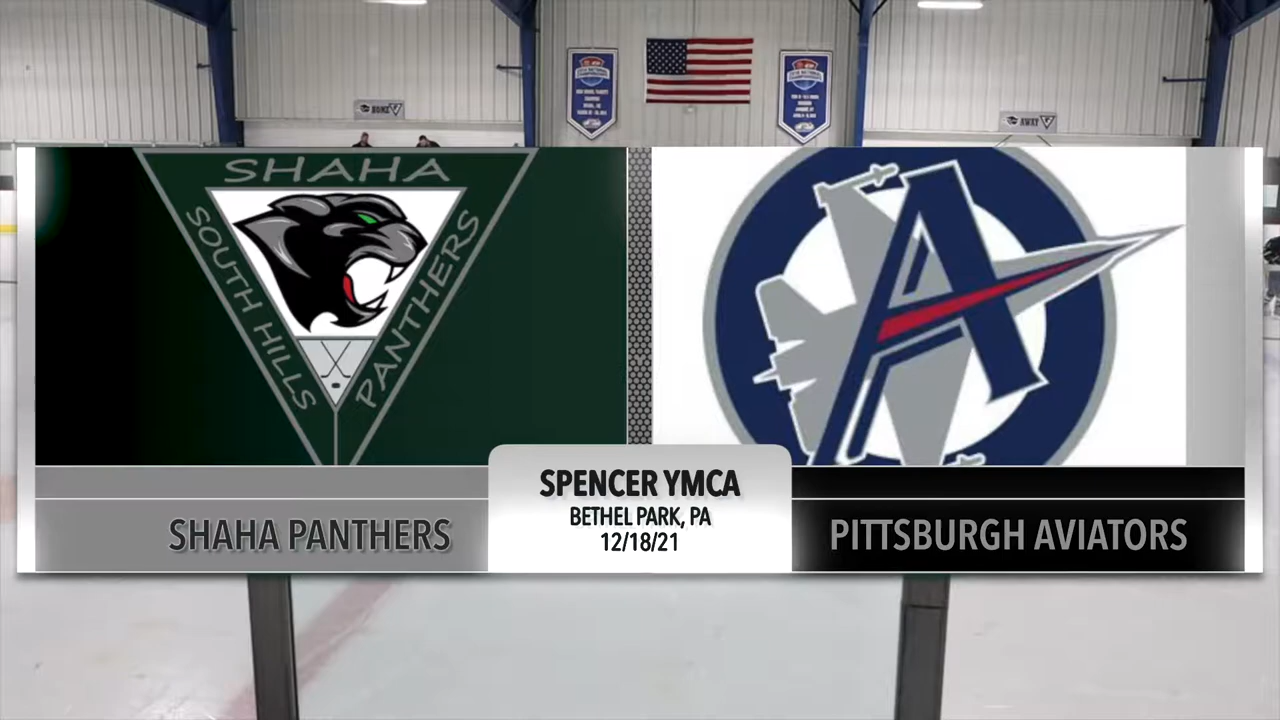 HOME
AWAY
SHAHA
SOUTH HILLS
PANTHERS
A
SPENCER YMCA
BETHEL PARK, PA
12/18/21
SHAHA PANTHERS
PITTSBURGH AVIATORS